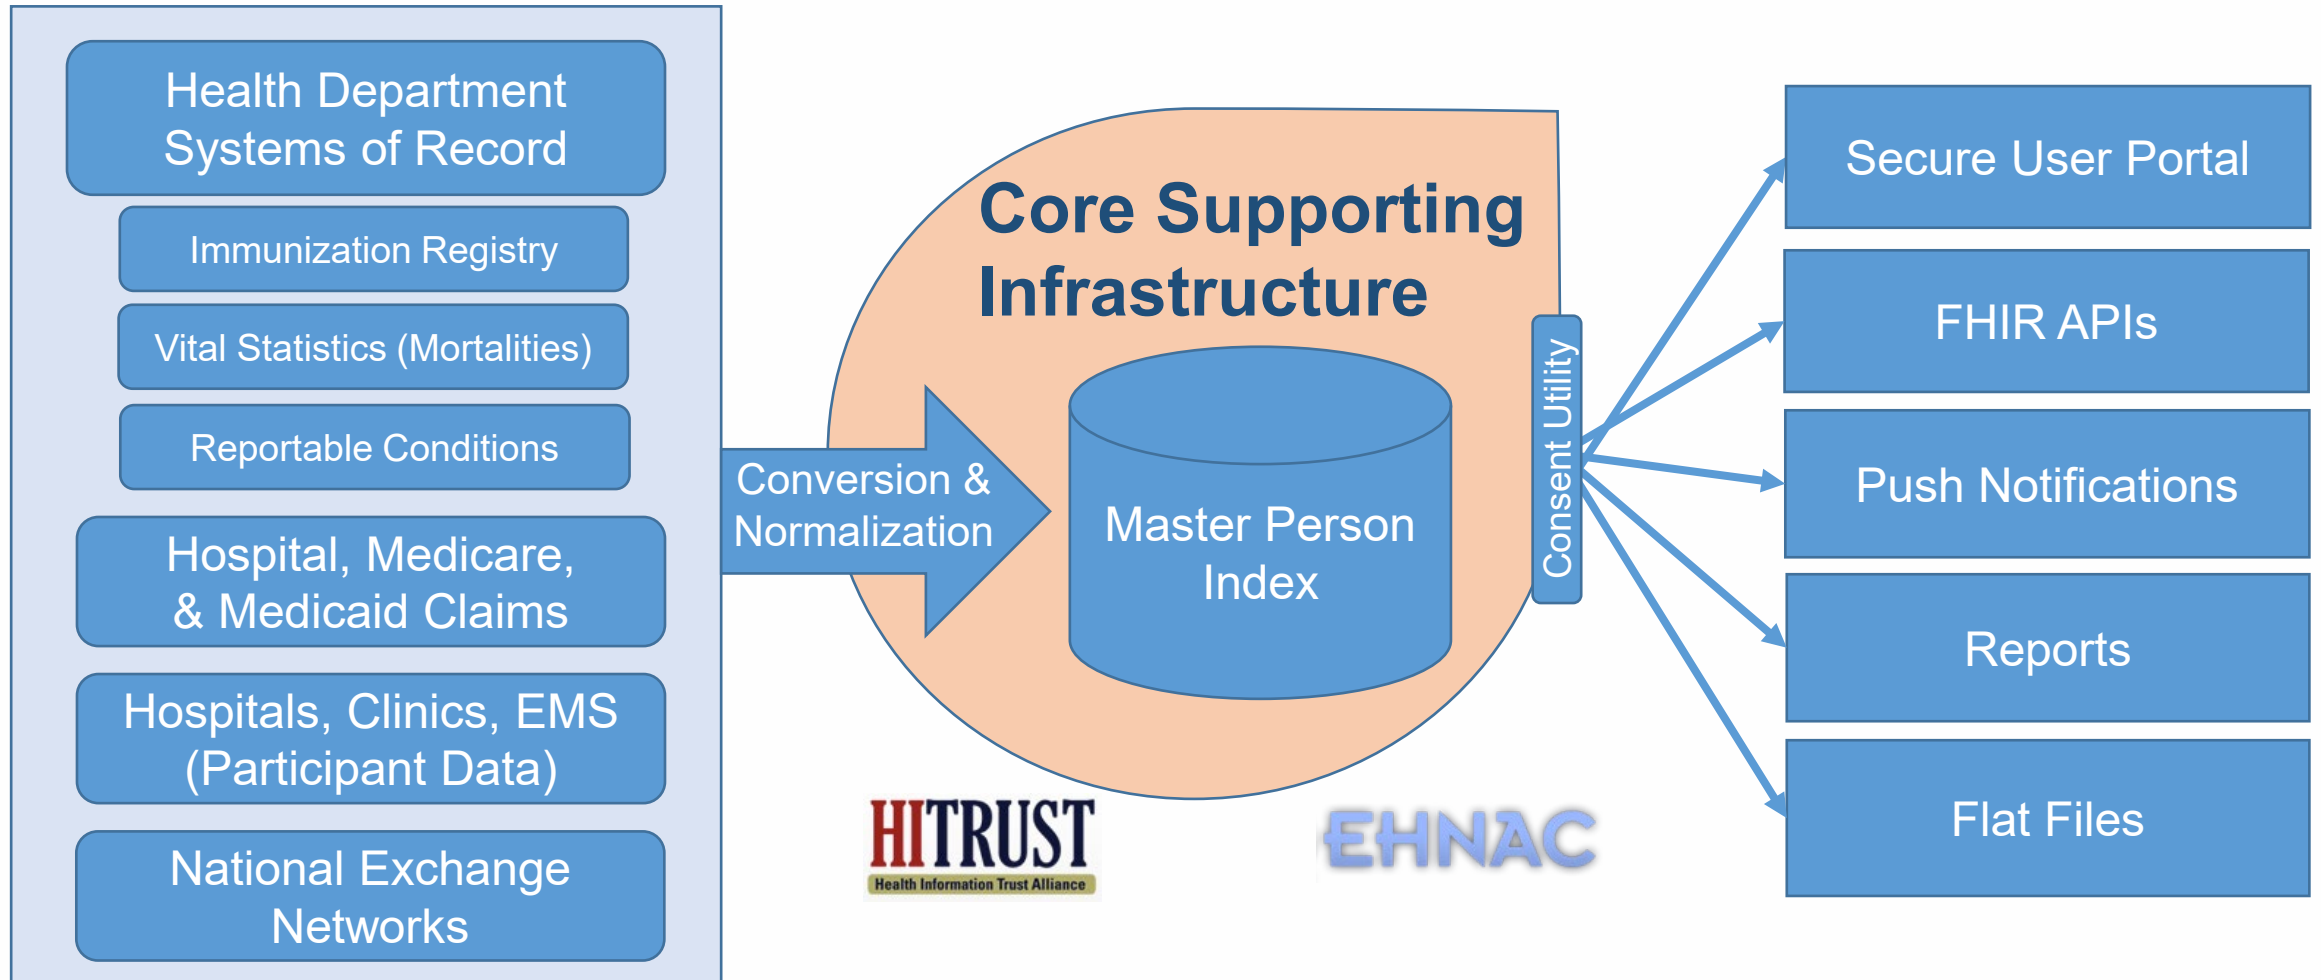 Health Department
Systems of Record
Immunization Registry
Vital Statistics (Mortalities)
Reportable Conditions
Hospital, Medicare,
& Medicaid Claims
Hospitals, Clinics, EMS
(Participant Data)
National Exchange
Networks
Conversion &
Normalization
Core Supporting
Infrastructure
Master Person
Index
Consent Utility
HITRUST
Health Information Trust Alliance
EHNAC
Secure User Portal
FHIR APIs
Push Notifications
Reports
Flat Files